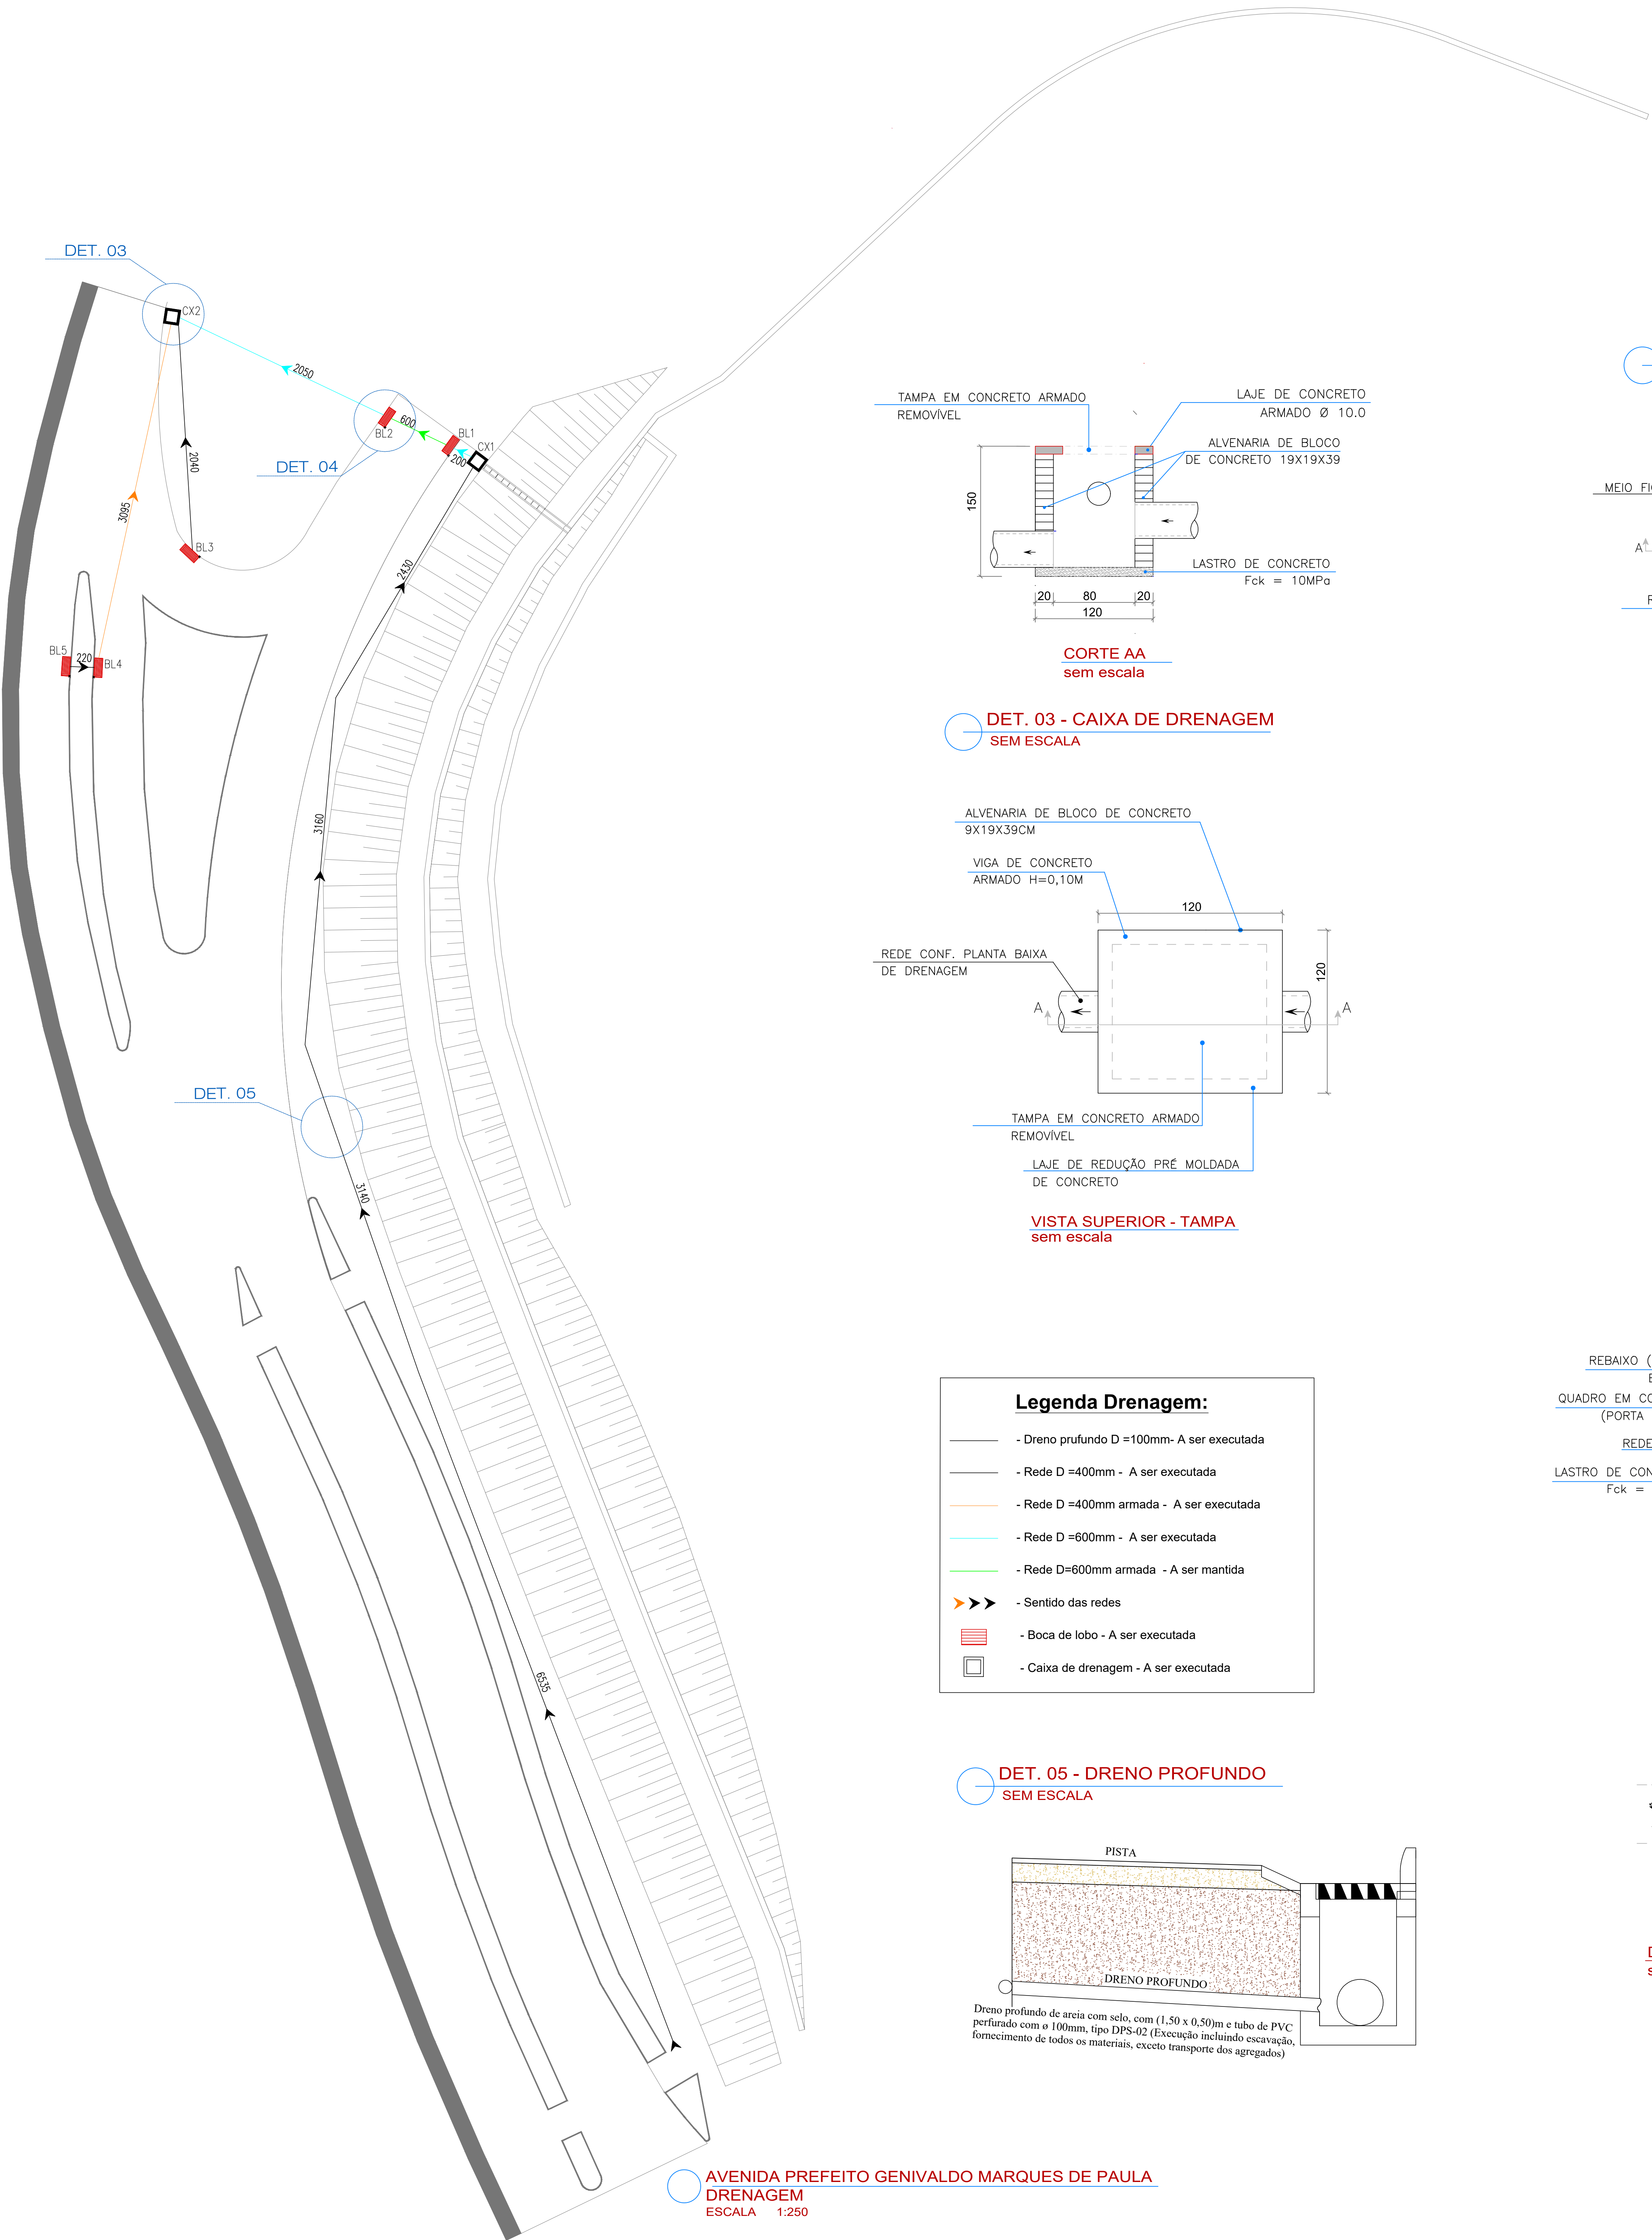 DET. 03
CX2
2050
BL2
600
BL1
CX1
200
DET. 04
2040
3095
BL3
2430
BL5
220
BL4
3160
DET. 05
3140
6535
TAMPA EM CONCRETO ARMADO
REMOVÍVEL
LAJE DE CONCRETO
ARMADO Ø 10.0
ALVENARIA DE BLOCO
DE CONCRETO 19X19X39
150
LASTRO DE CONCRETO
Fck = 10MPa
20
80
20
120
CORTE AA
sem escala
DET. 03 - CAIXA DE DRENAGEM
SEM ESCALA
ALVENARIA DE BLOCO DE CONCRETO
9X19X39CM
VIGA DE CONCRETO
ARMADO H=0,10M
120
REDE CONF. PLANTA BAIXA
DE DRENAGEM
120
A
A
TAMPA EM CONCRETO ARMADO
REMOVÍVEL
LAJE DE REDUÇÃO PRÉ MOLDADA
DE CONCRETO
VISTA SUPERIOR - TAMPA
sem escala
Legenda Drenagem:
- Dreno prufundo D =100mm- A ser executada
- Rede D =400mm - A ser executada
- Rede D =400mm armada - A ser executada
- Rede D =600mm - A ser executada
- Rede D=600mm armada - A ser mantida
- Sentido das redes
- Boca de lobo - A ser executada
- Caixa de drenagem - A ser executada
DET. 05 - DRENO PROFUNDO
SEM ESCALA
PISTA
DRENO PROFUNDO
Dreno profundo de areia com selo, com (1,50 x 0,50)m e tubo de PVC
perfurado com ø 100mm, tipo DPS-02 (Execução incluindo escavação,
fornecimento de todos os materiais, exceto transporte dos agregados)
AVENIDA PREFEITO GENIVALDO MARQUES DE PAULA
DRENAGEM
ESCALA 1:250
MEIO FI
A
REBAIXO (
QUADRO EM CO
(PORTA
REDE
LASTRO DE CON
Fck =